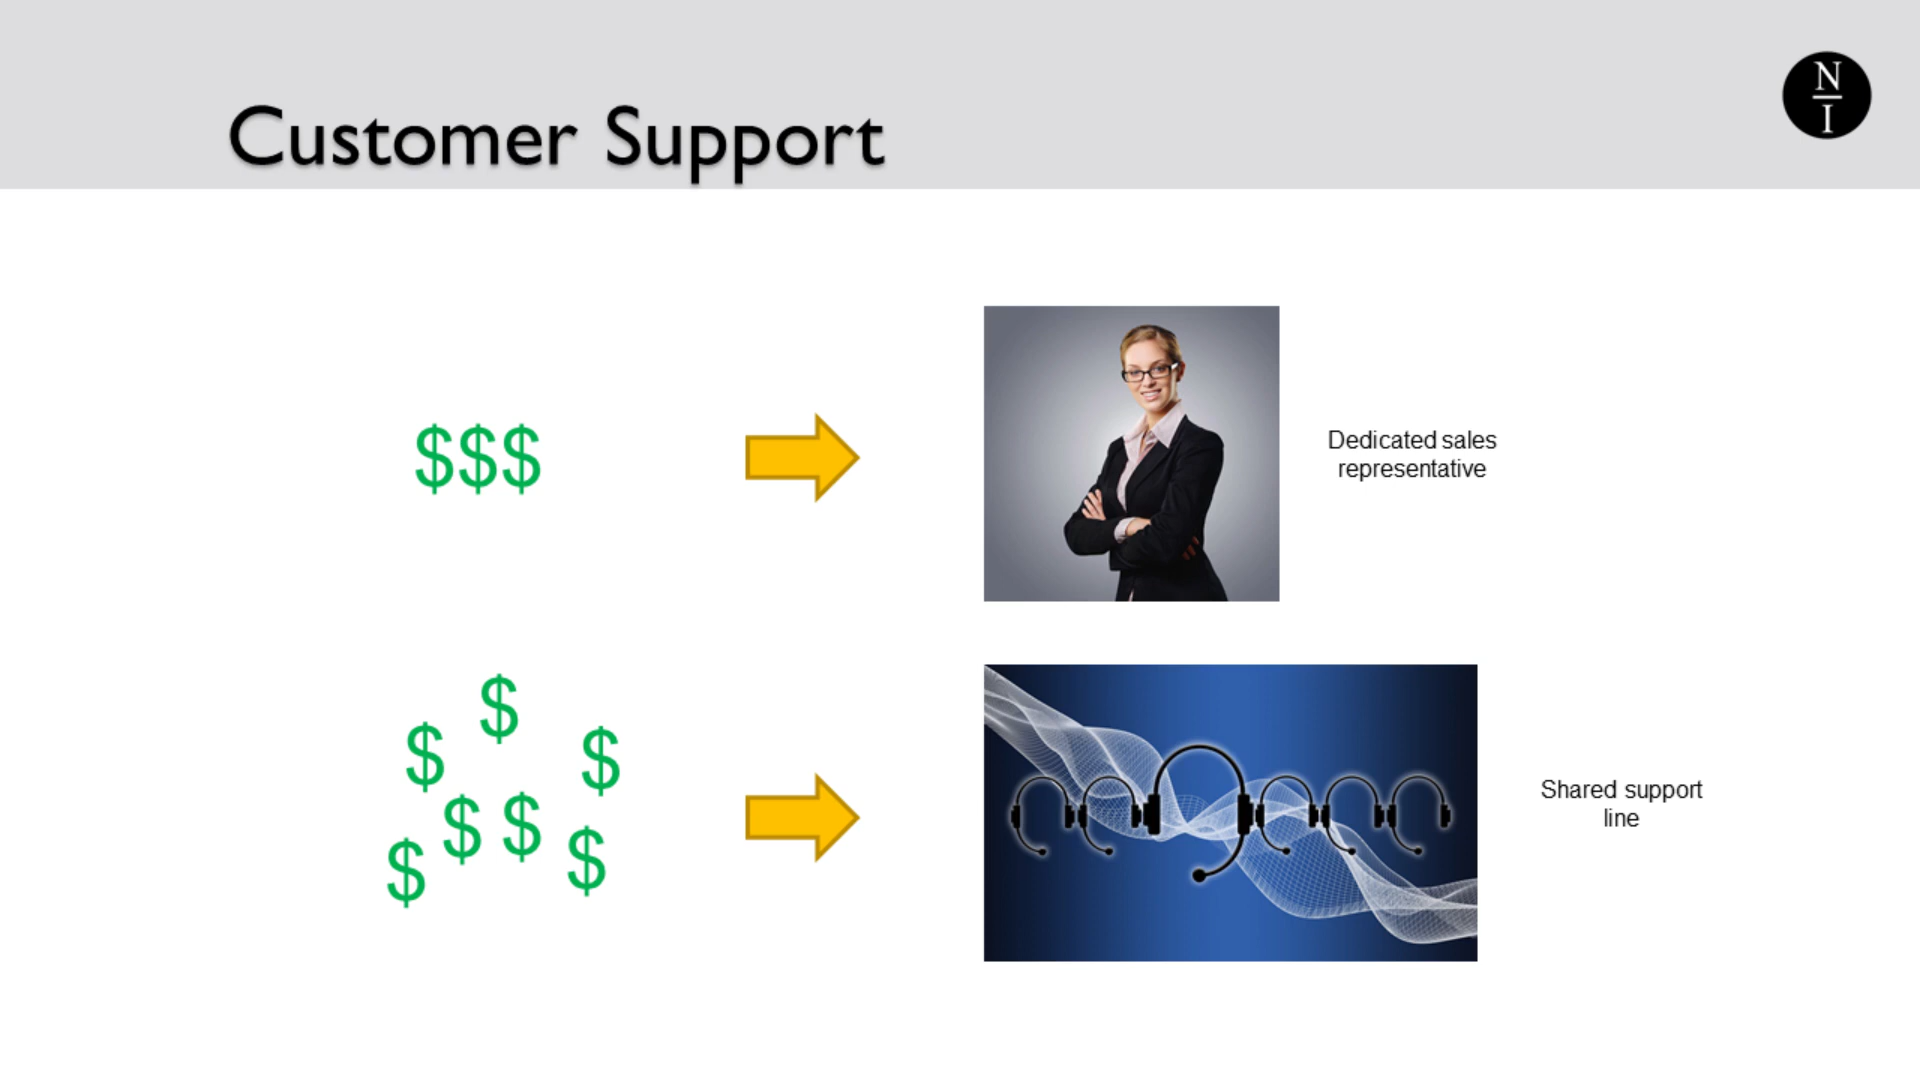 N
I
Customer Support
$$$
Dedicated sales
representative
$
$
$
$
$
$
$
Shared support
line